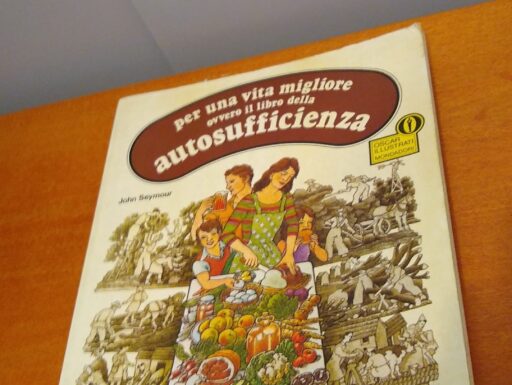 per una vita migliore
ovvero il libro della
autosufficienza
OSCAR
ILLUSTRATI
MONDADORI
John Seymour